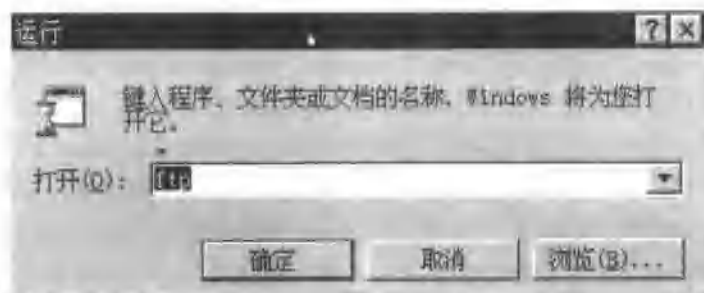 运行
键入程序、文件夹或文档的名称，Windows 将为您打
开它。
打开(O): ftp
确定 取消 浏览(B)...